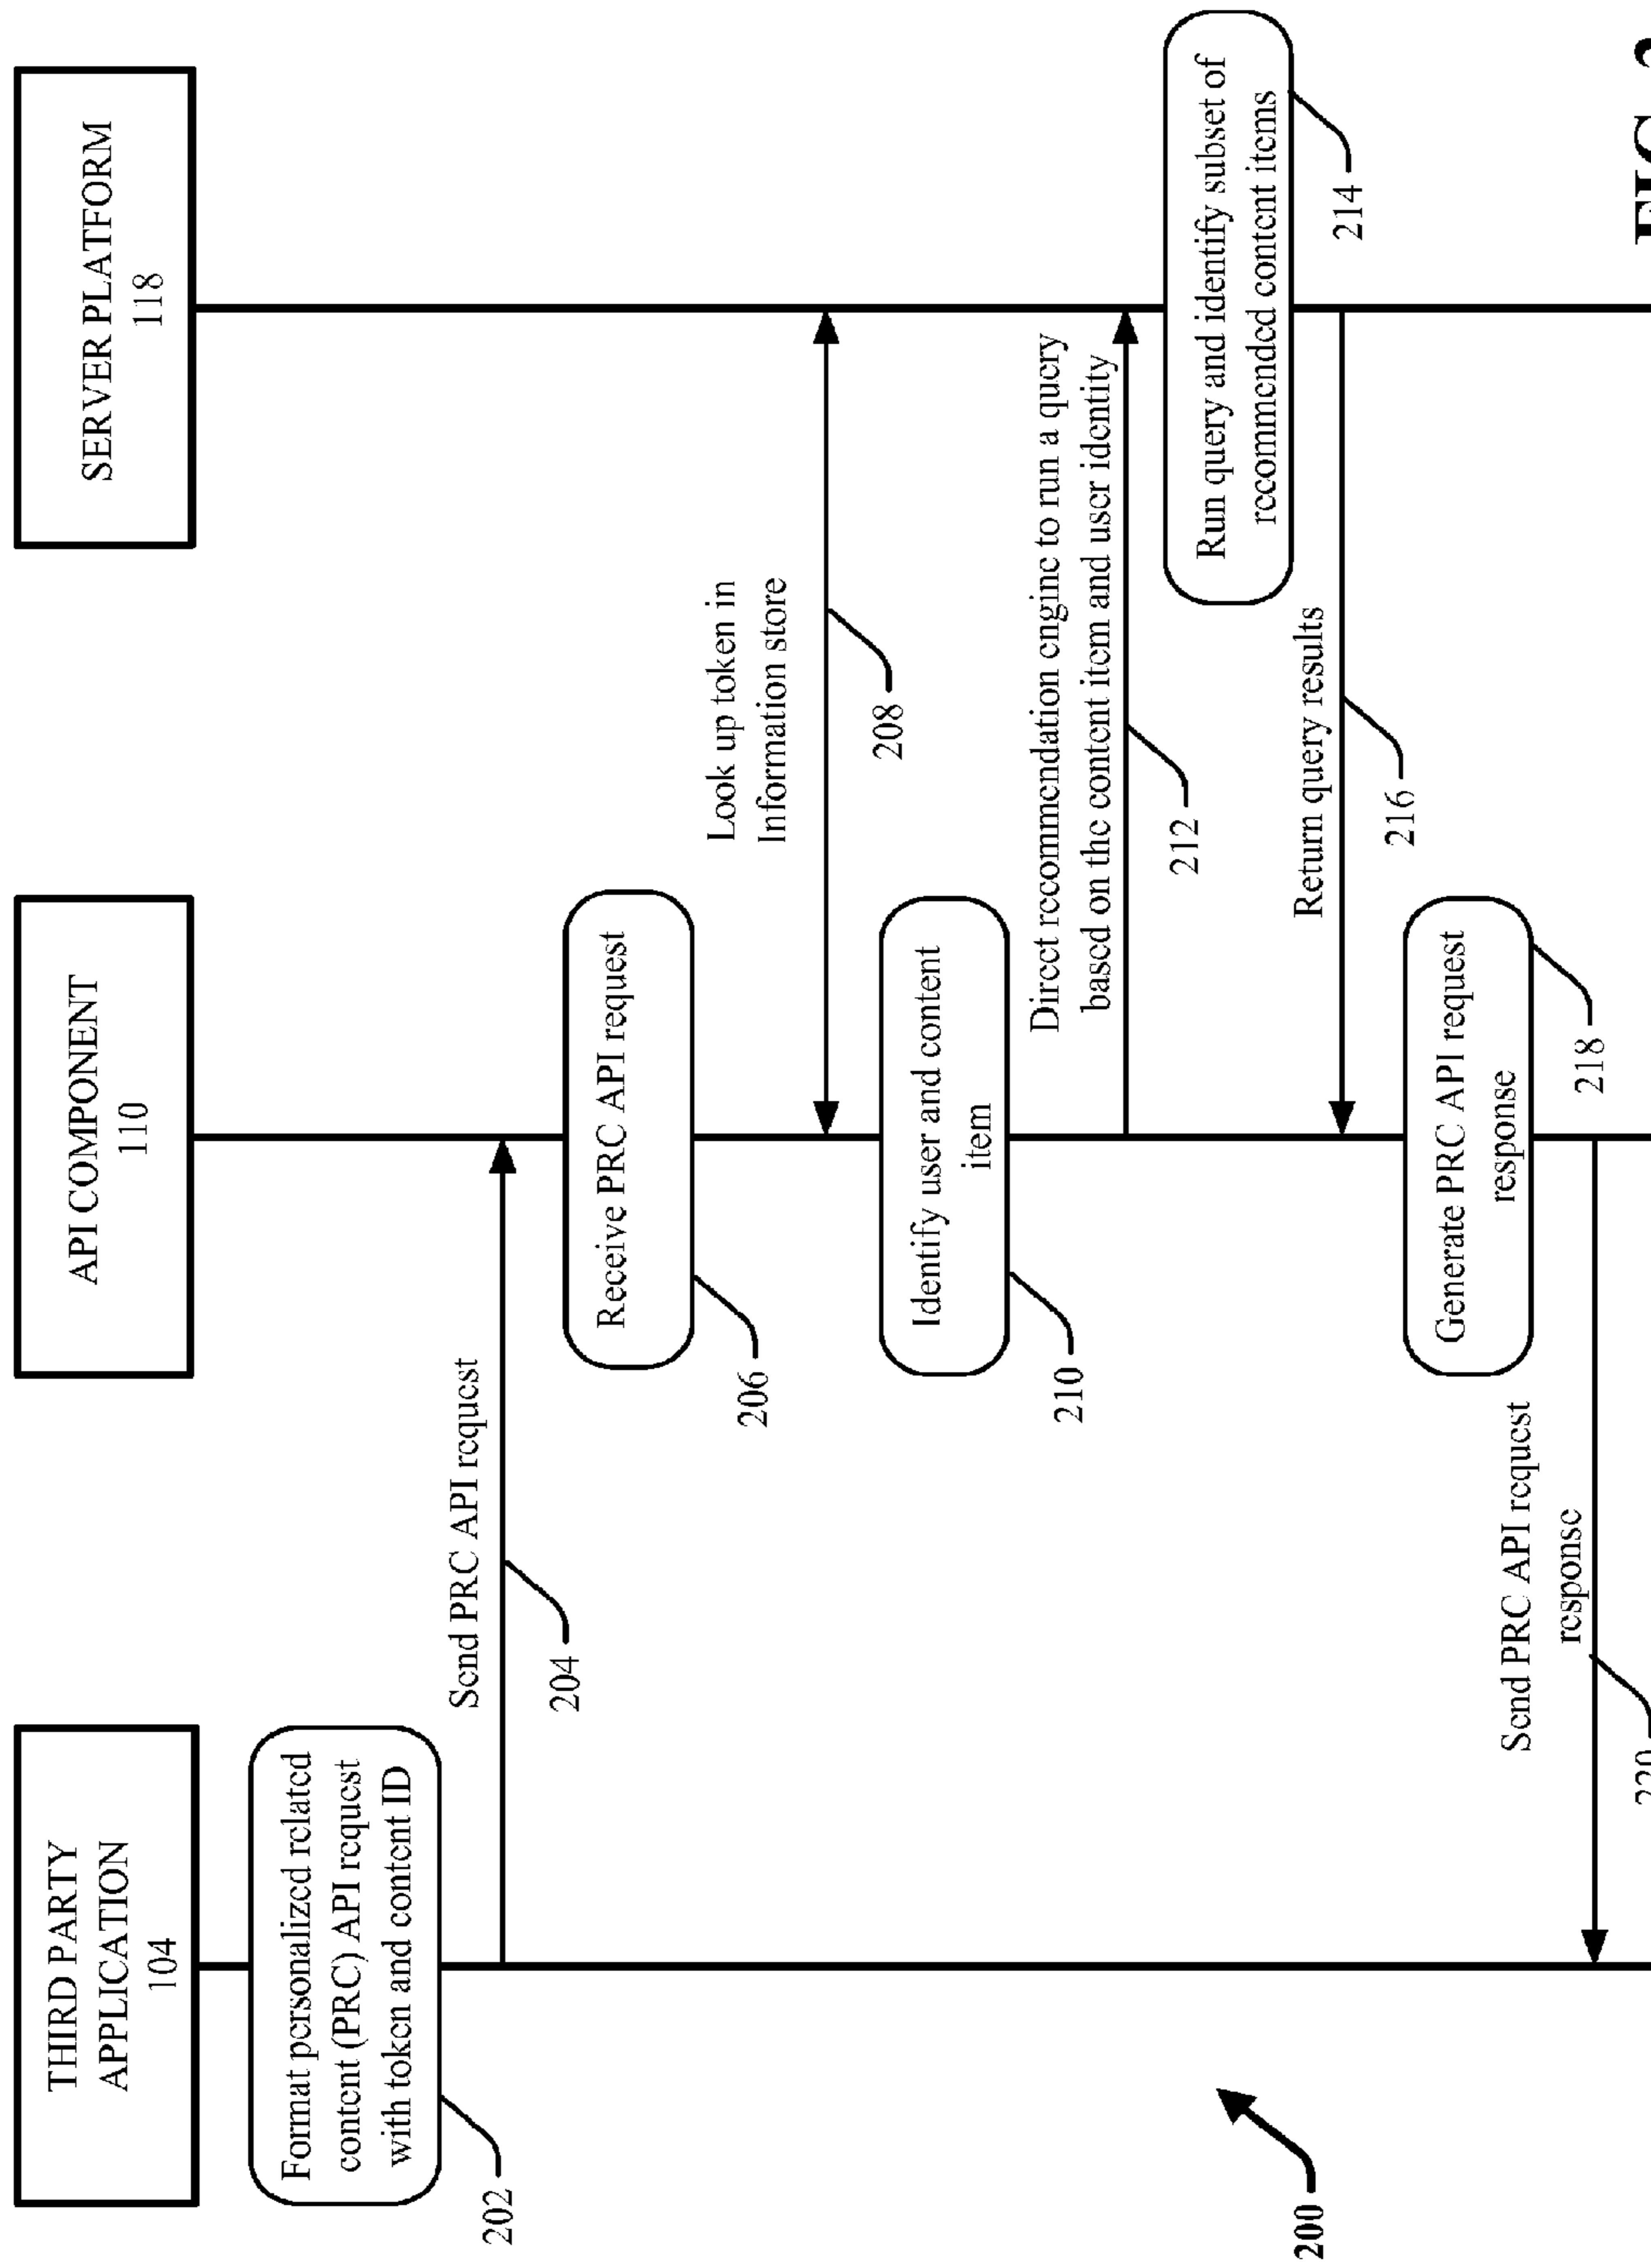 THIRD PARTY
APPLICATION
104
API COMPONENT
110
SERVER PLATFORM
118
Format personalized related
content (PRC) API request
with token and content ID
202
Send PRC API request
204
Receive PRC API request
206
Look up token in
Information store
208
Identify user and content
item
210
Direct recommendation engine to run a query
based on the content item and user identity
212
Run query and identify subset of
recommended content items
214
Return query results
216
Generate PRC API request
response
218
Send PRC API request
response
220
200
FIG. 2